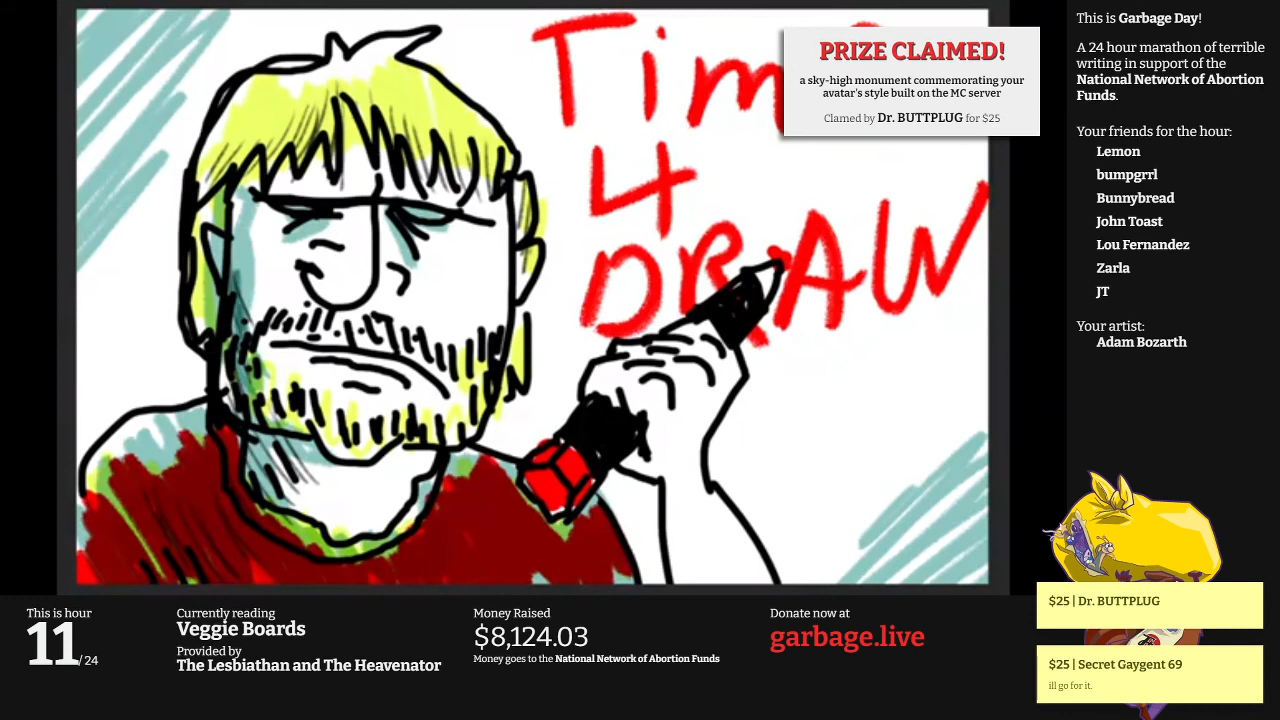 Tim
4
DRAW
PRIZE CLAIMED!
a sky-high monument commemorating your
avatar's style built on the MC server
Clamed by Dr. BUTTPLUG for $25
This is Garbage Day!
A 24 hour marathon of terrible
writing in support of the
National Network of Abortion
Funds.
Your friends for the hour:
Lemon
bumpgrrl
Bunnybread
John Toast
Lou Fernandez
Zarla
JT
Your artist:
Adam Bozarth
$25 | Dr. BUTTPLUG
$25 | Secret Gaygent 69
ill go for it.
This is hour
11/ 24
Currently reading
Veggie Boards
Provided by
The Lesbiathan and The Heavenator
Money Raised
$8,124.03
Money goes to the National Network of Abortion Funds
Donate now at
garbage.live